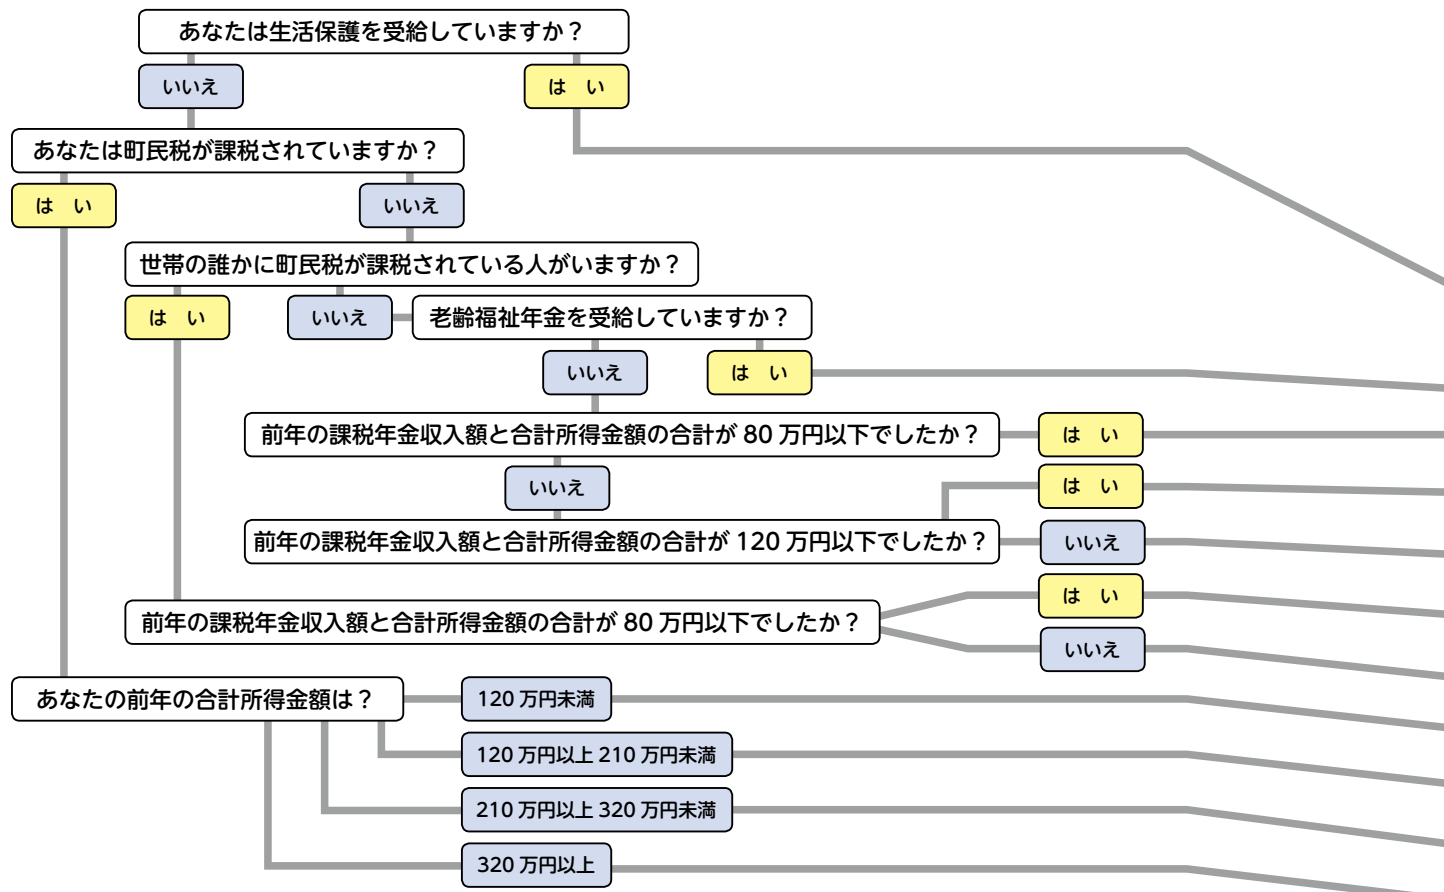 あなたは生活保護を受給していますか？
いいえ
は　い
あなたは町民税が課税されていますか？
は　い
いいえ
世帯の誰かに町民税が課税されている人がいますか？
は　い
いいえ
老齢福祉年金を受給していますか？
いいえ
は　い
前年の課税年金収入額と合計所得金額の合計が 80 万円以下でしたか？
は　い
いいえ
は　い
前年の課税年金収入額と合計所得金額の合計が 120 万円以下でしたか？
いいえ
は　い
前年の課税年金収入額と合計所得金額の合計が 80 万円以下でしたか？
いいえ
あなたの前年の合計所得金額は？
120 万円未満
120 万円以上 210 万円未満
210 万円以上 320 万円未満
320 万円以上